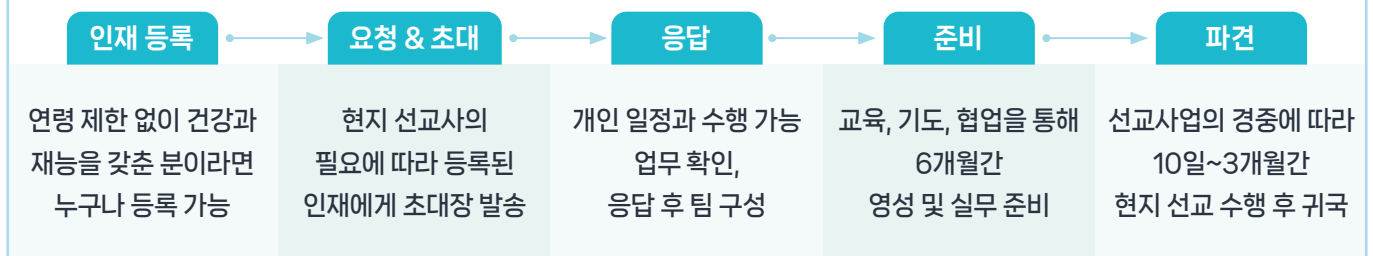 인재 등록
요청 & 초대
응답
준비
파견
연령 제한 없이 건강과
재능을 갖춘 분이라면
누구나 등록 가능
현지 선교사의
필요에 따라 등록된
인재에게 초대장 발송
개인 일정과 수행 가능
업무 확인,
응답 후 팀 구성
교육, 기도, 협업을 통해
6개월간
영성 및 실무 준비
선교사업의 경중에 따라
10일~3개월간
현지 선교 수행 후 귀국